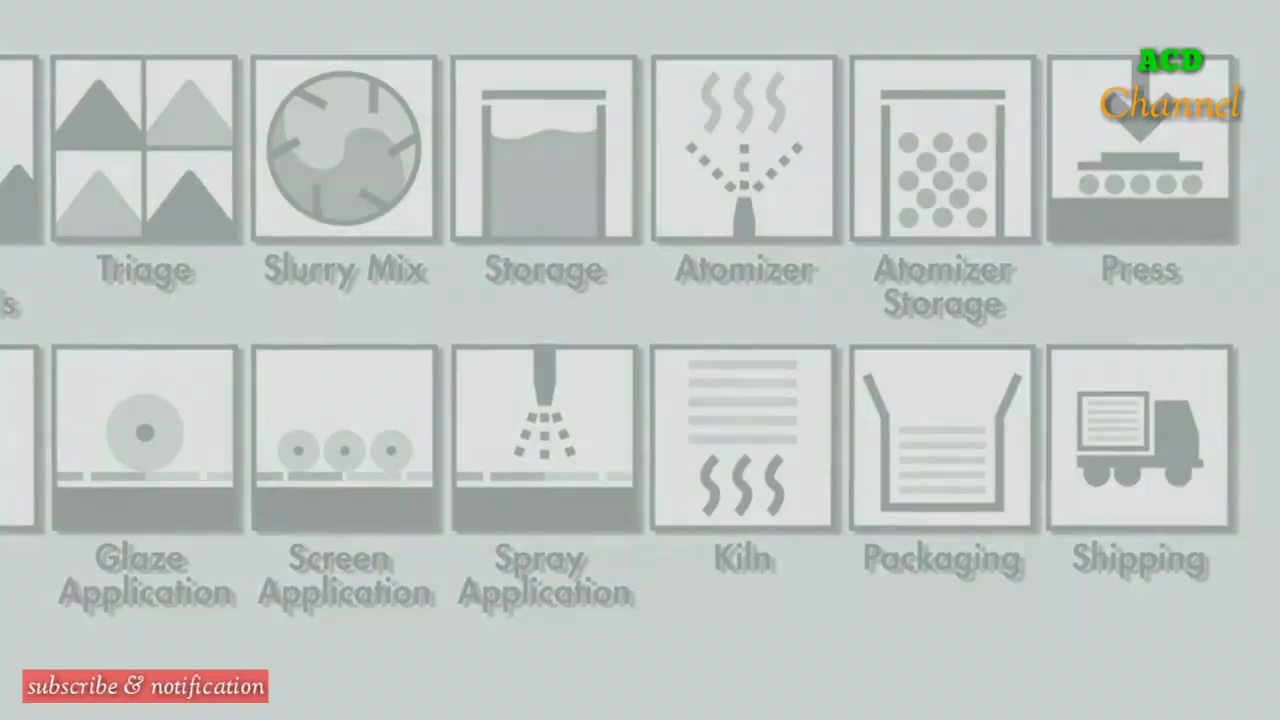 ACD
Channel
Triage
Slurry Mix
Storage
Atomizer
Atomizer
Storage
Press
ls
Glaze
Application
Screen
Application
Spray
Application
Kiln
Packaging
Shipping
subscribe & notification